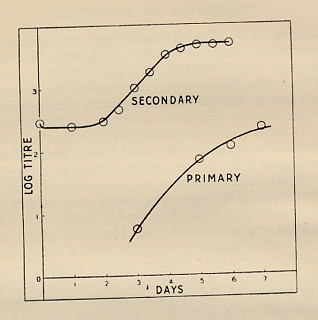 3
SECONDARY
2
LOG TITRE
PRIMARY
1
0
1 2 3 4 5 6 7
DAYS